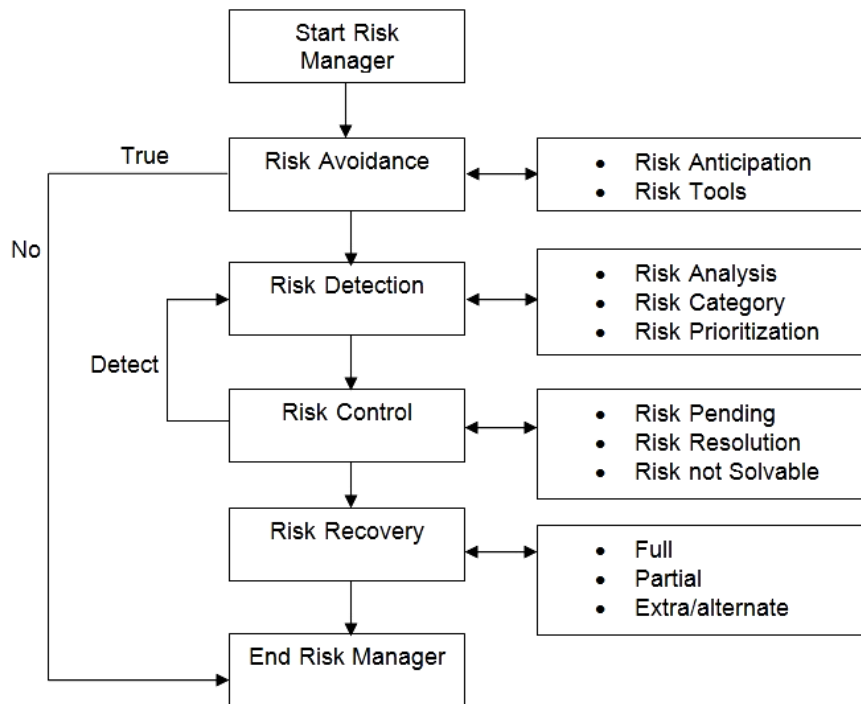 Start Risk
Manager
True
Risk Avoidance
• Risk Anticipation
• Risk Tools
No
Risk Detection
• Risk Analysis
• Risk Category
• Risk Prioritization
Detect
Risk Control
• Risk Pending
• Risk Resolution
• Risk not Solvable
Risk Recovery
• Full
• Partial
• Extra/alternate
End Risk Manager